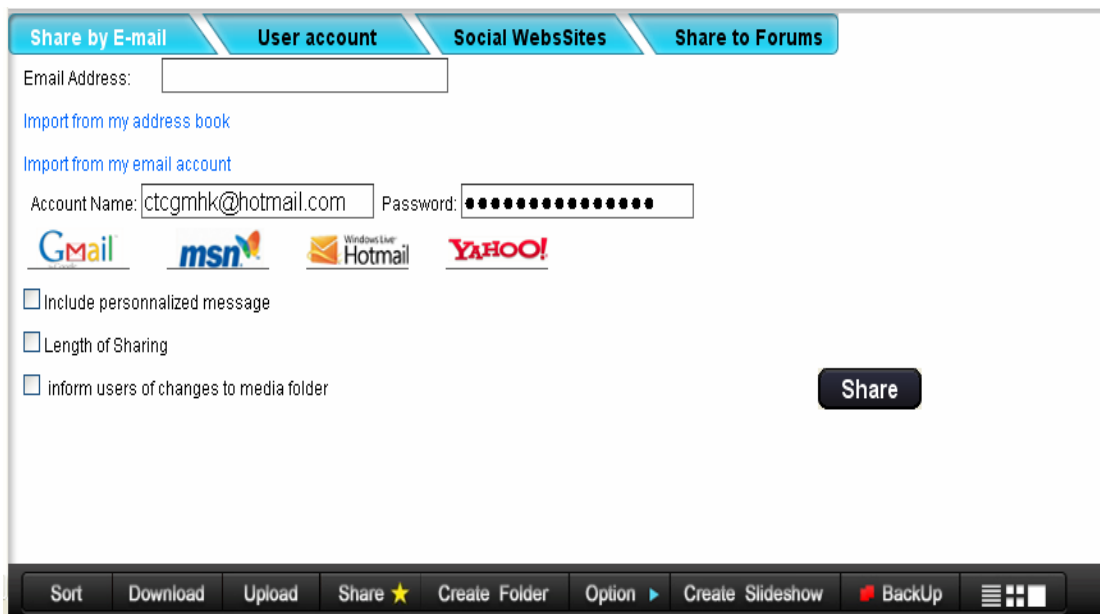 Share by E-mail User account Social WebsSites Share to Forums
Email Address:
Import from my address book
Import from my email account
Account Name: ctcgmhk@hotmail.com Password: ●●●●●●●●●●●●●●●
GMail msn Windows Live Hotmail YAHOO!
Include personnalized message
Length of Sharing
inform users of changes to media folder
Share
Sort Download Upload Share Create Folder Option Create Slideshow BackUp